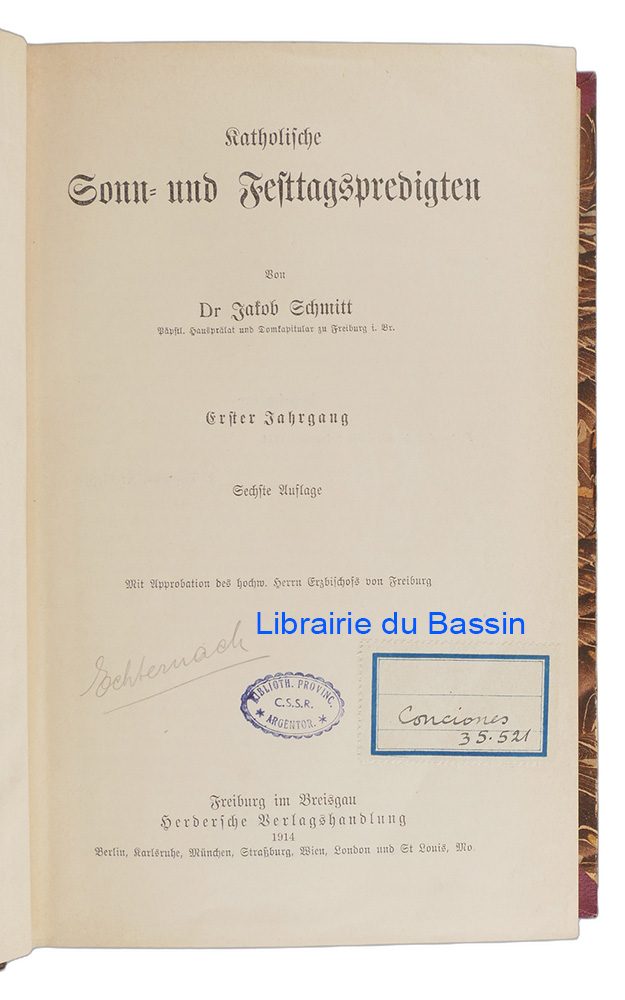 Katholische
Sonn- und Festtagspredigten
Von
Dr Jakob Schmitt
Päpstl. Hausprälat und Domkapitular zu Freiburg i. Br.
Erster Jahrgang
Sechste Auflage
Mit Approbation des hochw. Herrn Erzbischofs von Freiburg
Librairie du Bassin
Echternach
BIBLIOTH. PROVINC.
C.S.S.R.
* ARGENTOR. *
Conciones
35.521
Freiburg im Breisgau
Herdersche Verlagshandlung
1914
Berlin, Karlsruhe, München, Straßburg, Wien, London und St Louis, Mo.